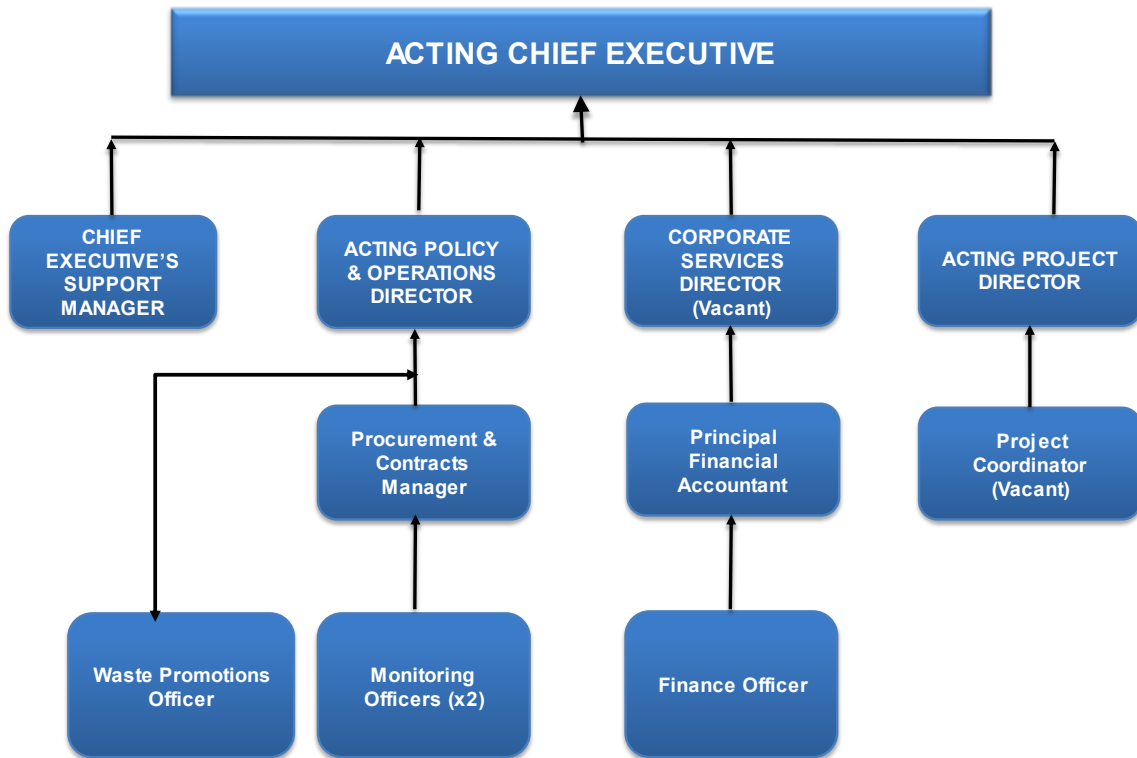 ACTING CHIEF EXECUTIVE
CHIEF
EXECUTIVE’S
SUPPORT
MANAGER
ACTING POLICY
& OPERATIONS
DIRECTOR
CORPORATE
SERVICES
DIRECTOR
(Vacant)
ACTING PROJECT
DIRECTOR
Procurement &
Contracts
Manager
Principal
Financial
Accountant
Project
Coordinator
(Vacant)
Waste Promotions
Officer
Monitoring
Officers (x2)
Finance Officer